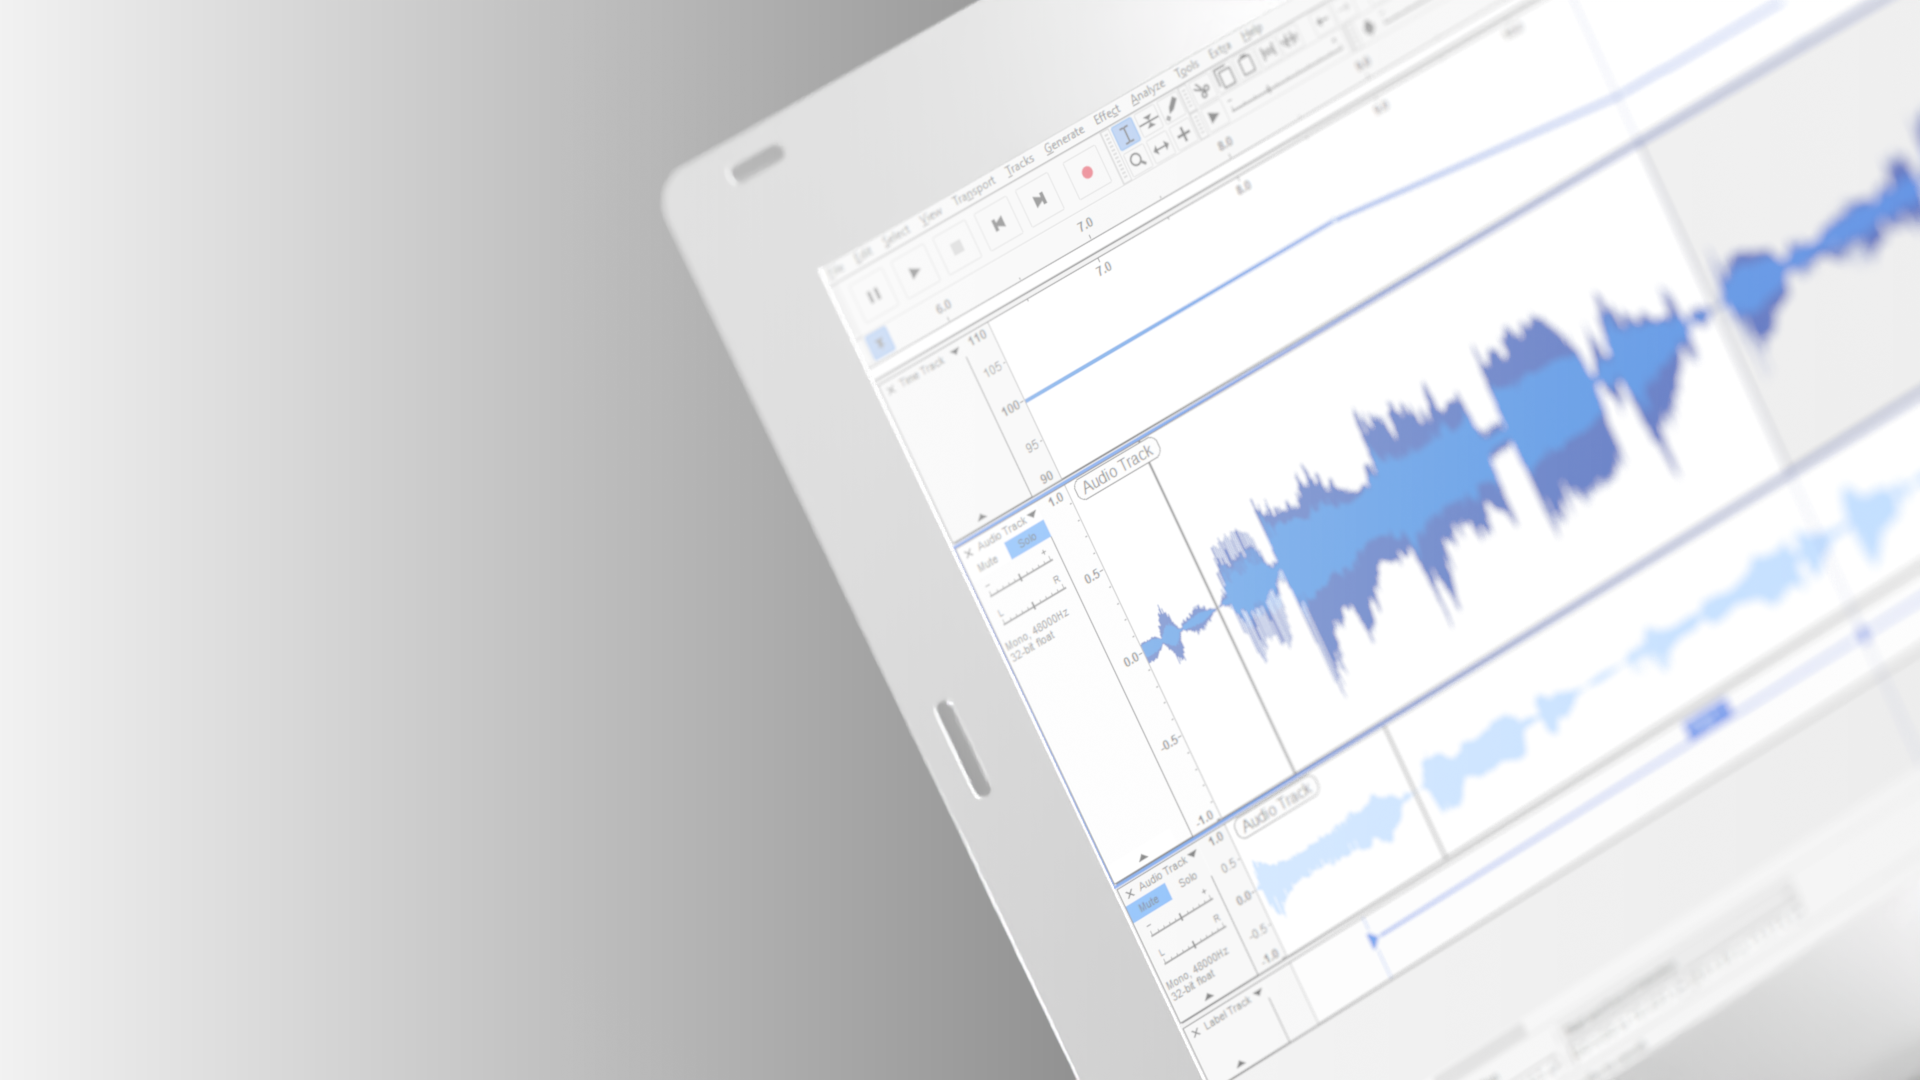 Edit Select View Transport Tracks Generate Effect Analyze Tools Extra Help
6.0 7.0 8.0 9.0
7.0 8.0 9.0
Time Track
110
105
100
95
90
Audio Track
Audio Track
Mute Solo
- +
L R
Mono, 48000Hz
32-bit float
1.0
0.5
0.0
-0.5
-1.0
Audio Track
Audio Track
Mute Solo
- +
L R
Mono, 48000Hz
32-bit float
1.0
0.5
0.0
-0.5
-1.0
Label Track